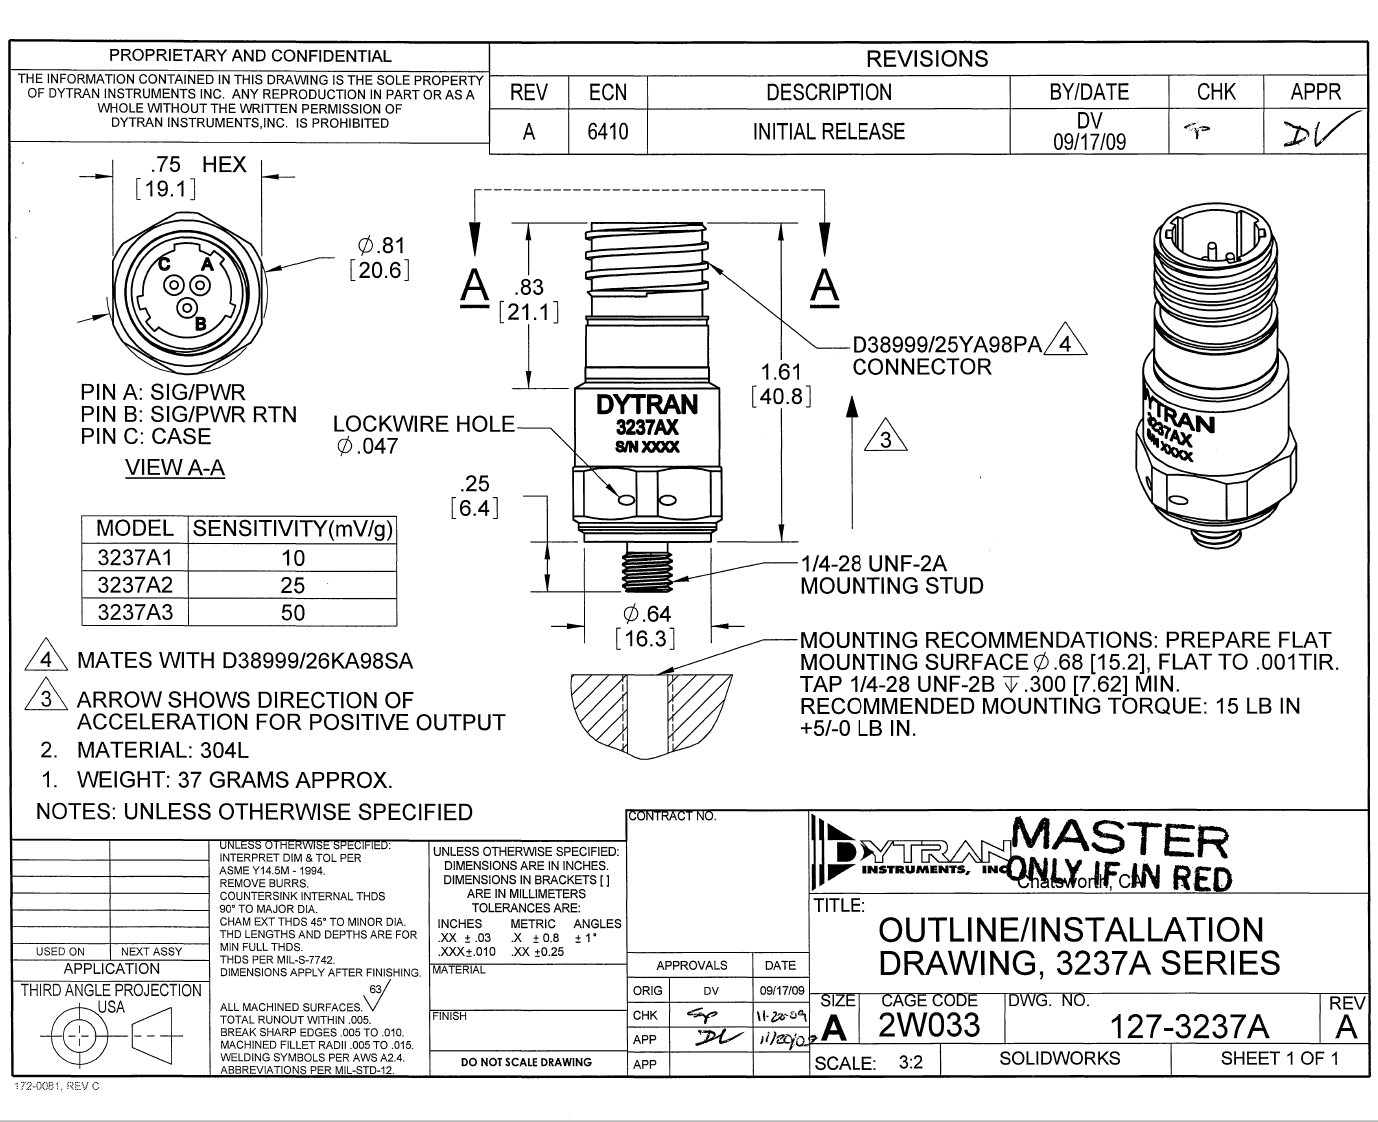 PROPRIETARY AND CONFIDENTIAL
THE INFORMATION CONTAINED IN THIS DRAWING IS THE SOLE PROPERTY
OF DYTRAN INSTRUMENTS INC. ANY REPRODUCTION IN PART OR AS A
WHOLE WITHOUT THE WRITTEN PERMISSION OF
DYTRAN INSTRUMENTS,INC. IS PROHIBITED
REVISIONS
REV ECN DESCRIPTION BY/DATE CHK APPR
A 6410 INITIAL RELEASE DV 09/17/09 DV
.75 HEX
[19.1]
⌀.81
[20.6]
C A
B
PIN A: SIG/PWR
PIN B: SIG/PWR RTN
PIN C: CASE
VIEW A-A
A A
.83
[21.1]
1.61
[40.8]
D38999/25YA98PA 4
CONNECTOR
3
LOCKWIRE HOLE
⌀.047
DYTRAN
3237AX
S/N XXXX
DYTRAN
3237AX
S/N XXXX
.25
[6.4]
1/4-28 UNF-2A
MOUNTING STUD
⌀.64
[16.3]
MODEL SENSITIVITY(mV/g)
3237A1 10
3237A2 25
3237A3 50
MOUNTING RECOMMENDATIONS: PREPARE FLAT
MOUNTING SURFACE ⌀.68 [15.2], FLAT TO .001TIR.
TAP 1/4-28 UNF-2B ↧.300 [7.62] MIN.
RECOMMENDED MOUNTING TORQUE: 15 LB IN
+5/-0 LB IN.
4 MATES WITH D38999/26KA98SA
3 ARROW SHOWS DIRECTION OF
ACCELERATION FOR POSITIVE OUTPUT
2. MATERIAL: 304L
1. WEIGHT: 37 GRAMS APPROX.
NOTES: UNLESS OTHERWISE SPECIFIED
USED ON NEXT ASSY
APPLICATION
THIRD ANGLE PROJECTION
USA
UNLESS OTHERWISE SPECIFIED:
INTERPRET DIM & TOL PER
ASME Y14.5M - 1994.
REMOVE BURRS.
COUNTERSINK INTERNAL THDS
90° TO MAJOR DIA.
CHAM EXT THDS 45° TO MINOR DIA.
THD LENGTHS AND DEPTHS ARE FOR
MIN FULL THDS.
THDS PER MIL-S-7742.
DIMENSIONS APPLY AFTER FINISHING.
63
ALL MACHINED SURFACES.
TOTAL RUNOUT WITHIN .005.
BREAK SHARP EDGES .005 TO .010.
MACHINED FILLET RADII .005 TO .015.
WELDING SYMBOLS PER AWS A2.4.
ABBREVIATIONS PER MIL-STD-12.
UNLESS OTHERWISE SPECIFIED:
DIMENSIONS ARE IN INCHES.
DIMENSIONS IN BRACKETS [ ]
ARE IN MILLIMETERS
TOLERANCES ARE:
INCHES METRIC ANGLES
.XX ± .03 .X ± 0.8 ± 1°
.XXX±.010 .XX ±0.25
MATERIAL
FINISH
DO NOT SCALE DRAWING
CONTRACT NO.
APPROVALS DATE
ORIG DV 09/17/09
CHK 11-20-09
APP DV 11/20/09
APP
DYTRAN
INSTRUMENTS, INC
Chatsworth, CA
MASTER
ONLY IF IN RED
TITLE:
OUTLINE/INSTALLATION
DRAWING, 3237A SERIES
SIZE CAGE CODE DWG. NO. REV
A 2W033 127-3237A A
SCALE: 3:2 SOLIDWORKS SHEET 1 OF 1
172-0081, REV C